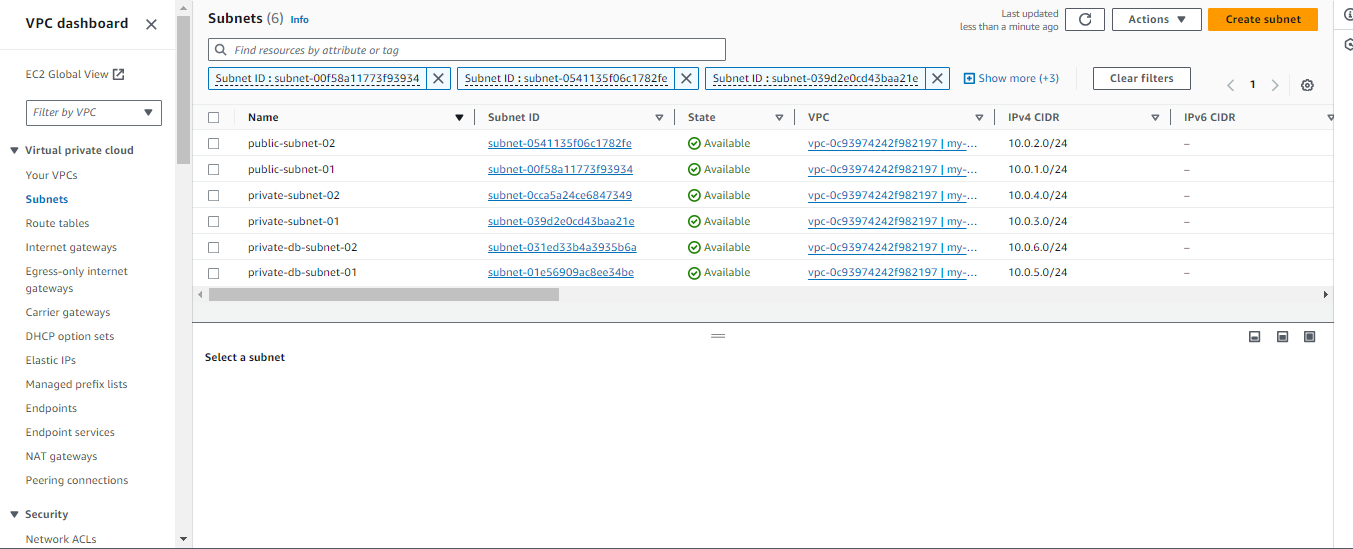 VPC dashboard
EC2 Global View
Filter by VPC
Virtual private cloud
Your VPCs
Subnets
Route tables
Internet gateways
Egress-only internet
gateways
Carrier gateways
DHCP option sets
Elastic IPs
Managed prefix lists
Endpoints
Endpoint services
NAT gateways
Peering connections
Security
Network ACLs
Subnets (6) Info
Last updated
less than a minute ago
Actions
Create subnet
Find resources by attribute or tag
Subnet ID : subnet-00f58a11773f93934
Subnet ID : subnet-0541135f06c1782fe
Subnet ID : subnet-039d2e0cd43baa21e
Show more (+3)
Clear filters
1
Name Subnet ID State VPC IPv4 CIDR IPv6 CIDR
public-subnet-02 subnet-0541135f06c1782fe Available vpc-0c93974242f982197 | my-... 10.0.2.0/24 –
public-subnet-01 subnet-00f58a11773f93934 Available vpc-0c93974242f982197 | my-... 10.0.1.0/24 –
private-subnet-02 subnet-0cca5a24ce6847349 Available vpc-0c93974242f982197 | my-... 10.0.4.0/24 –
private-subnet-01 subnet-039d2e0cd43baa21e Available vpc-0c93974242f982197 | my-... 10.0.3.0/24 –
private-db-subnet-02 subnet-031ed33b4a3935b6a Available vpc-0c93974242f982197 | my-... 10.0.6.0/24 –
private-db-subnet-01 subnet-01e56909ac8ee34be Available vpc-0c93974242f982197 | my-... 10.0.5.0/24 –
Select a subnet